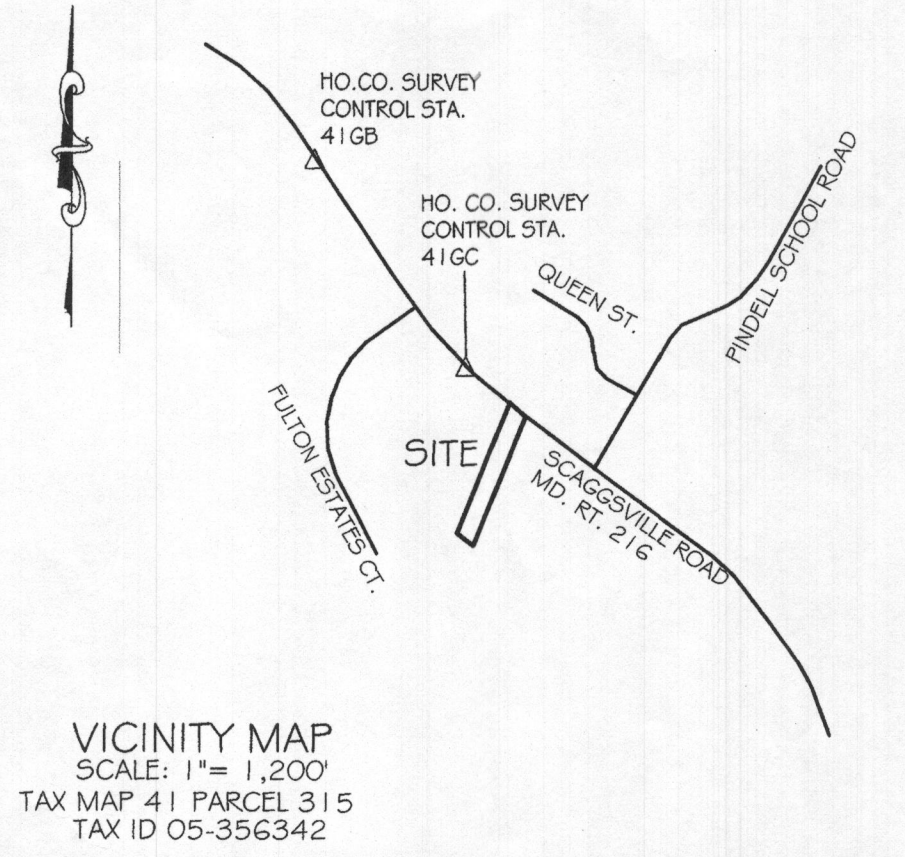 HO.CO. SURVEY
CONTROL STA.
41GB
HO. CO. SURVEY
CONTROL STA.
41GC
QUEEN ST.
PINDELL SCHOOL ROAD
FULTON ESTATES CT.
SITE
SCAGGSVILLE ROAD
MD. RT. 216
VICINITY MAP
SCALE: 1"= 1,200'
TAX MAP 41 PARCEL 315
TAX ID 05-356342